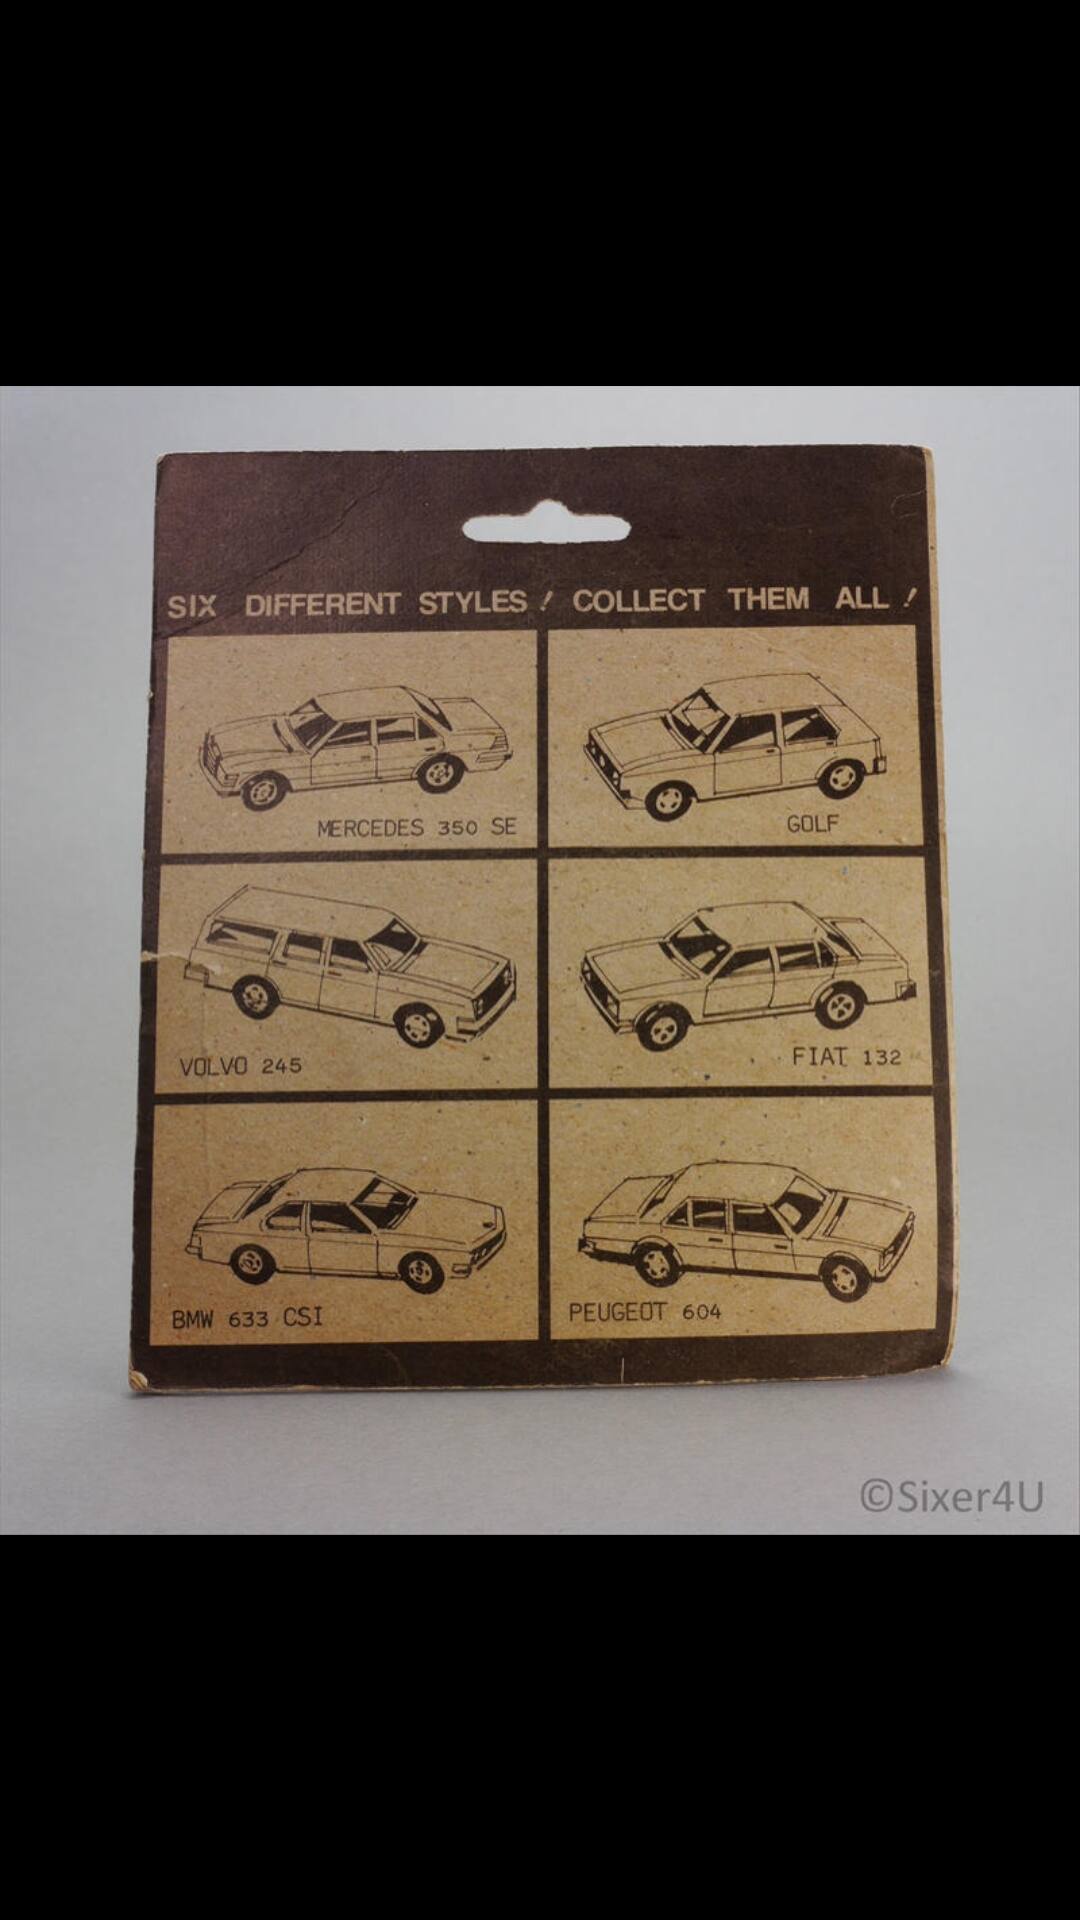 SIX DIFFERENT STYLES! COLLECT THEM ALL!
MERCEDES 350 SE
GOLF
VOLVO 245
FIAT 132
BMW 633 CSI
PEUGEOT 604
©Sixer4U